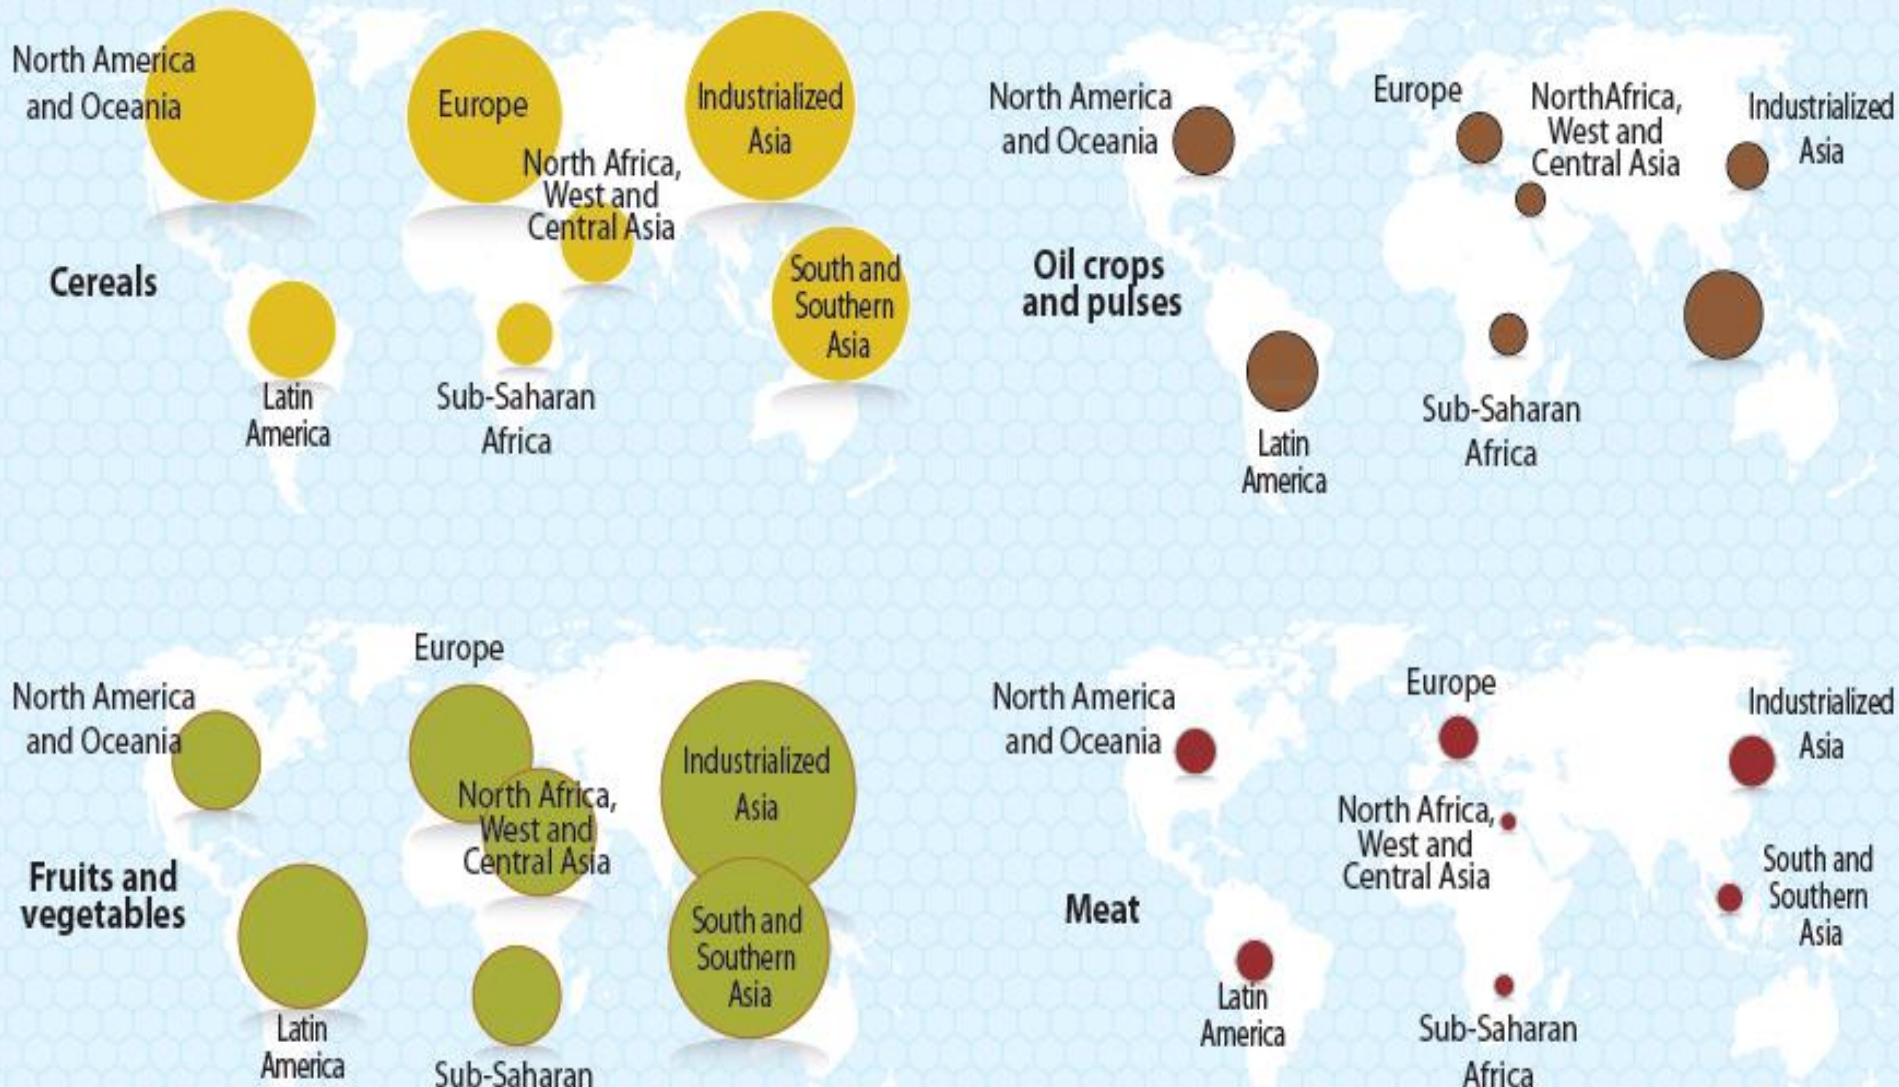 North America
and Oceania
Europe
Industrialized
Asia
North Africa,
West and
Central Asia
Cereals
South and
Southern
Asia
Latin
America
Sub-Saharan
Africa
North America
and Oceania
Europe
NorthAfrica,
West and
Central Asia
Industrialized
Asia
Oil crops
and pulses
Sub-Saharan
Africa
Latin
America
Europe
North America
and Oceania
Industrialized
Asia
North Africa,
West and
Central Asia
Fruits and
vegetables
South and
Southern
Asia
Latin
America
Sub-Saharan
North America
and Oceania
Europe
Industrialized
Asia
North Africa,
West and
Central Asia
South and
Southern
Asia
Meat
Latin
America
Sub-Saharan
Africa